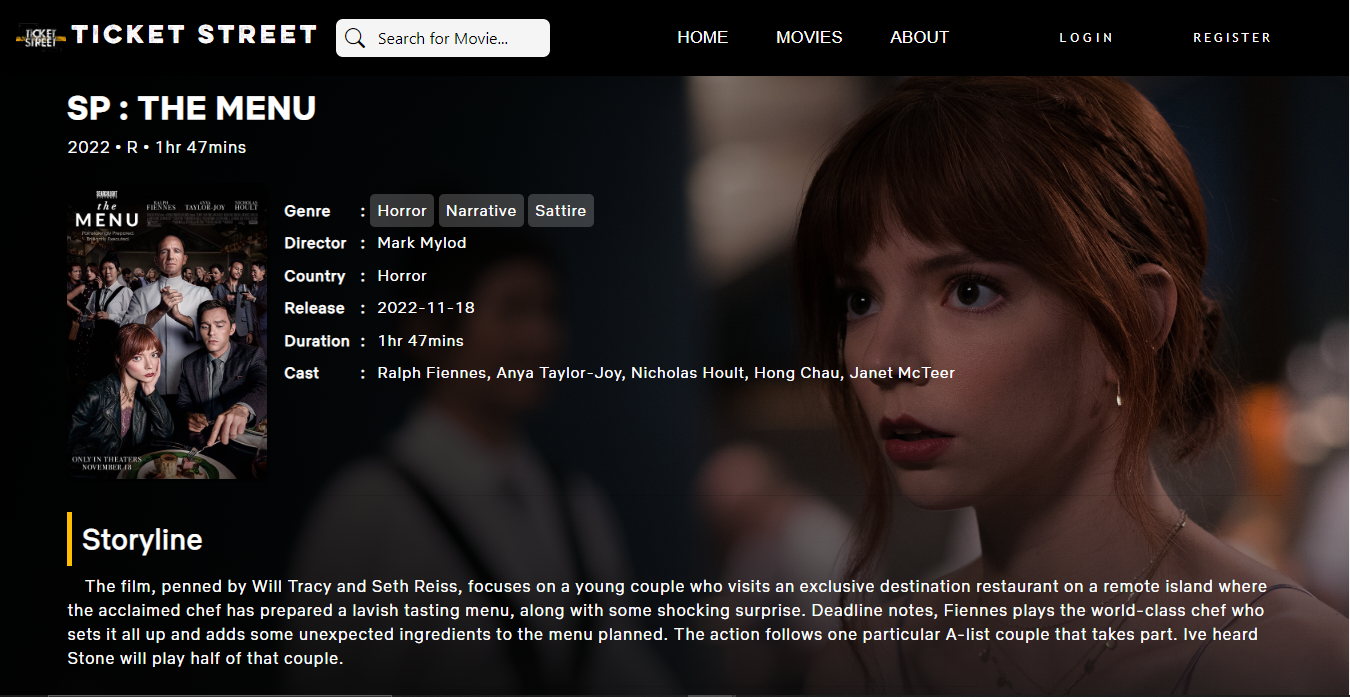 TICKET
STREET
TICKET STREET
Search for Movie...
HOME MOVIES ABOUT LOGIN REGISTER
SP : THE MENU
2022 • R • 1hr 47mins
SEARCHLIGHT
the
MENU
RALPH FIENNES ANYA TAYLOR-JOY NICHOLAS HOULT
Painstakingly Prepared.
Brilliantly Executed.
ONLY IN THEATERS
NOVEMBER 18
Genre : Horror Narrative Sattire
Director : Mark Mylod
Country : Horror
Release : 2022-11-18
Duration : 1hr 47mins
Cast : Ralph Fiennes, Anya Taylor-Joy, Nicholas Hoult, Hong Chau, Janet McTeer
Storyline
The film, penned by Will Tracy and Seth Reiss, focuses on a young couple who visits an exclusive destination restaurant on a remote island where
the acclaimed chef has prepared a lavish tasting menu, along with some shocking surprise. Deadline notes, Fiennes plays the world-class chef who
sets it all up and adds some unexpected ingredients to the menu planned. The action follows one particular A-list couple that takes part. Ive heard
Stone will play half of that couple.